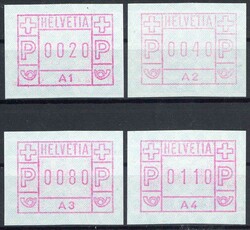 HELVETIA
P 0020 P
A1
HELVETIA
P 0040 P
A2
HELVETIA
P 0080 P
A3
HELVETIA
P 0110 P
A4